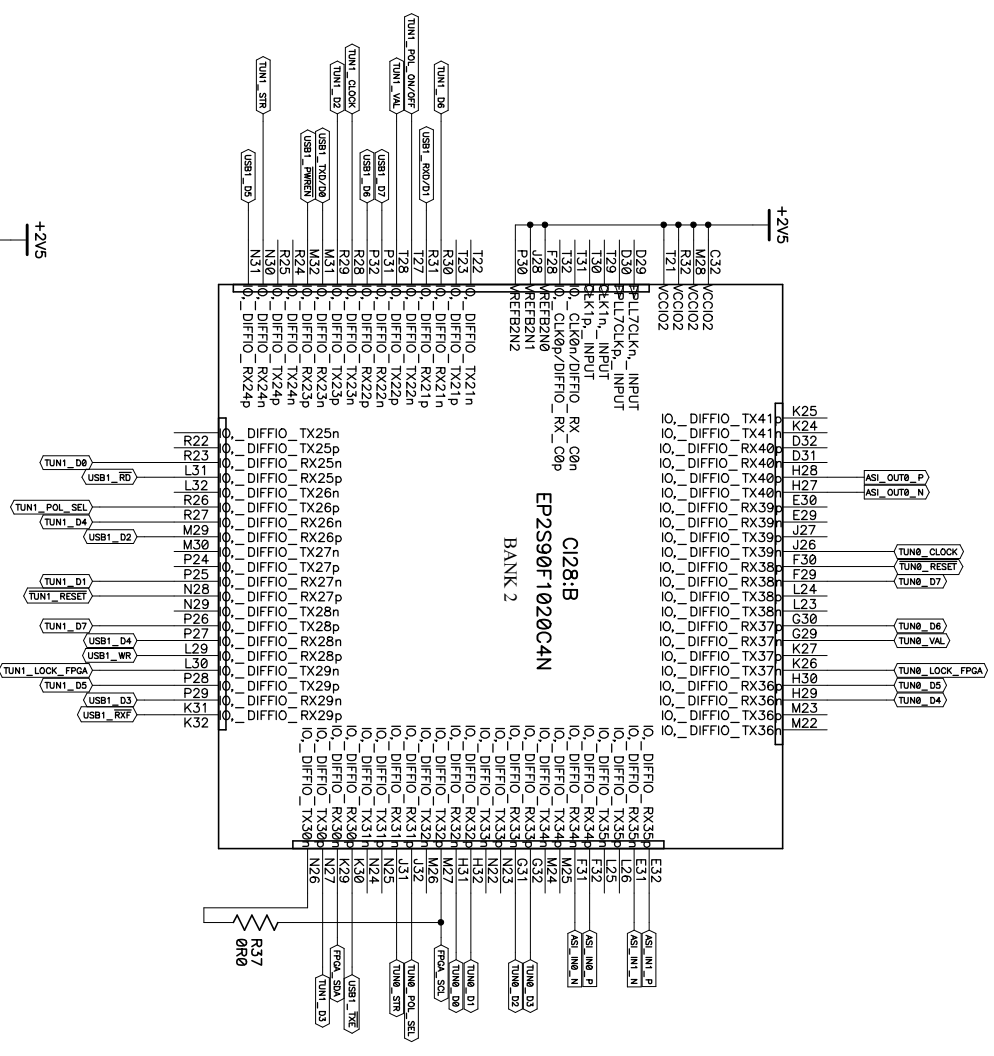 +2V5
TUN1_STR
USB1_D5
USB1_PWREN
USB1_TXD/D0
TUN1_D2
TUN1_CLOCK
USB1_D6
USB1_D7
TUN1_VAL
TUN1_POL_ON/OFF
USB1_RXD/D1
TUN1_D6
+2V5
N31
N30
R25
R24
M32
M31
R29
R28
P32
P31
T28
T27
R31
R30
T23
T22
P30
J28
F28
T32
T31
T30
T29
D30
D29
T21
R32
M28
C32
IO,_DIFFIO_RX24p
IO,_DIFFIO_RX24n
IO,_DIFFIO_TX24p
IO,_DIFFIO_TX24n
IO,_DIFFIO_RX23p
IO,_DIFFIO_RX23n
IO,_DIFFIO_TX23p
IO,_DIFFIO_TX23n
IO,_DIFFIO_RX22p
IO,_DIFFIO_RX22n
IO,_DIFFIO_TX22p
IO,_DIFFIO_TX22n
IO,_DIFFIO_RX21p
IO,_DIFFIO_RX21n
IO,_DIFFIO_TX21p
IO,_DIFFIO_TX21n
VREFB2N2
VREFB2N1
VREFB2N0
IO,_CLK0p/DIFFIO_RX_C0p
IO,_CLK0n/DIFFIO_RX_C0n
CLK1p,_INPUT
CLK1n,_INPUT
FPLL7CLKp,_INPUT
FPLL7CLKn,_INPUT
VCCIO2
VCCIO2
VCCIO2
VCCIO2
CI28:B
EP2S90F1020C4N
BANK 2
IO,_DIFFIO_TX41p K25
IO,_DIFFIO_TX41n K24
IO,_DIFFIO_RX40p D32
IO,_DIFFIO_RX40n D31
IO,_DIFFIO_TX40p H28 ASI_OUT0_P
IO,_DIFFIO_TX40n H27 ASI_OUT0_N
IO,_DIFFIO_RX39p E30
IO,_DIFFIO_RX39n E29
IO,_DIFFIO_TX39p J27
IO,_DIFFIO_TX39n J26 TUN0_CLOCK
IO,_DIFFIO_RX38p F30 TUN0_RESET
IO,_DIFFIO_RX38n F29 TUN0_D7
IO,_DIFFIO_TX38p L24
IO,_DIFFIO_TX38n L23
IO,_DIFFIO_RX37p G30 TUN0_D6
IO,_DIFFIO_RX37n G29 TUN0_VAL
IO,_DIFFIO_TX37p K27
IO,_DIFFIO_TX37n K26 TUN0_LOCK_FPGA
IO,_DIFFIO_RX36p H30 TUN0_D5
IO,_DIFFIO_RX36n H29 TUN0_D4
IO,_DIFFIO_TX36p M23
IO,_DIFFIO_TX36n M22
R22 IO,_DIFFIO_TX25n
R23 IO,_DIFFIO_TX25p
TUN1_D0 L31 IO,_DIFFIO_RX25n
USB1_RD L32 IO,_DIFFIO_RX25p
R26 IO,_DIFFIO_TX26n
TUN1_POL_SEL R27 IO,_DIFFIO_TX26p
TUN1_D4 M29 IO,_DIFFIO_RX26n
USB1_D2 M30 IO,_DIFFIO_RX26p
P24 IO,_DIFFIO_TX27n
P25 IO,_DIFFIO_TX27p
TUN1_D1 N28 IO,_DIFFIO_RX27n
TUN1_RESET N29 IO,_DIFFIO_RX27p
P26 IO,_DIFFIO_TX28n
TUN1_D7 P27 IO,_DIFFIO_TX28p
USB1_D4 L29 IO,_DIFFIO_RX28n
USB1_WR L30 IO,_DIFFIO_RX28p
TUN1_LOCK_FPGA P28 IO,_DIFFIO_TX29n
TUN1_D5 P29 IO,_DIFFIO_TX29p
USB1_D3 K31 IO,_DIFFIO_RX29n
USB1_RXF K32 IO,_DIFFIO_RX29p
IO,_DIFFIO_TX30n N26
IO,_DIFFIO_TX30p N27 TUN1_D3
IO,_DIFFIO_RX30n K29 FPGA_SDA
IO,_DIFFIO_RX30p K30 USB1_TXE
IO,_DIFFIO_TX31n N24
IO,_DIFFIO_TX31p N25
IO,_DIFFIO_RX31n J31 TUN0_STR
IO,_DIFFIO_RX31p J32 TUN0_POL_SEL
IO,_DIFFIO_TX32n M26
IO,_DIFFIO_TX32p M27 FPGA_SCL
IO,_DIFFIO_RX32n H31 TUN0_D0
IO,_DIFFIO_RX32p H32 TUN0_D1
IO,_DIFFIO_TX33n N22
IO,_DIFFIO_TX33p N23
IO,_DIFFIO_RX33n G31 TUN0_D2
IO,_DIFFIO_RX33p G32 TUN0_D3
IO,_DIFFIO_TX34n M24
IO,_DIFFIO_TX34p M25
IO,_DIFFIO_RX34n F31 ASI_IN0_N
IO,_DIFFIO_RX34p F32 ASI_IN0_P
IO,_DIFFIO_TX35n L25
IO,_DIFFIO_TX35p L26
IO,_DIFFIO_RX35n E31 ASI_IN1_N
IO,_DIFFIO_RX35p E32 ASI_IN1_P
R37
0R0